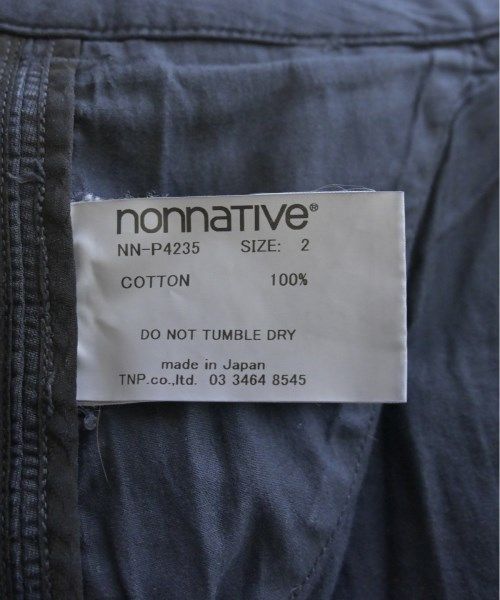 nonnative®
NN-P4235 SIZE: 2
COTTON 100%
DO NOT TUMBLE DRY
made in Japan
TNP.co.,ltd. 03 3464 8545